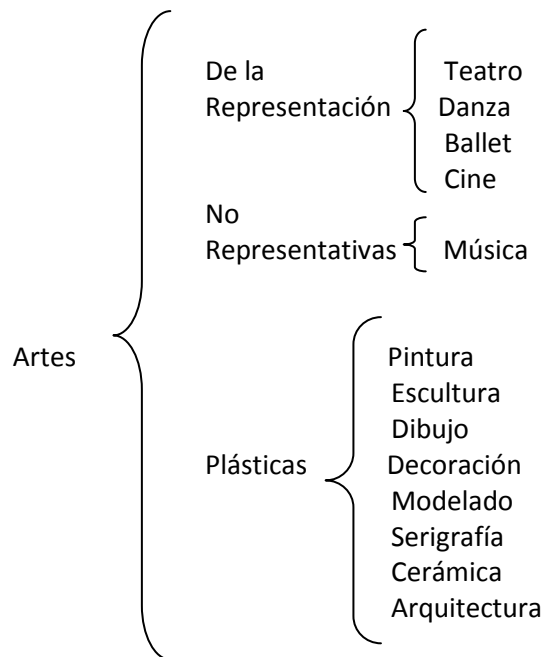 De la
Representación
Teatro
Danza
Ballet
Cine
No
Representativas
Música
Artes
Plásticas
Pintura
Escultura
Dibujo
Decoración
Modelado
Serigrafía
Cerámica
Arquitectura